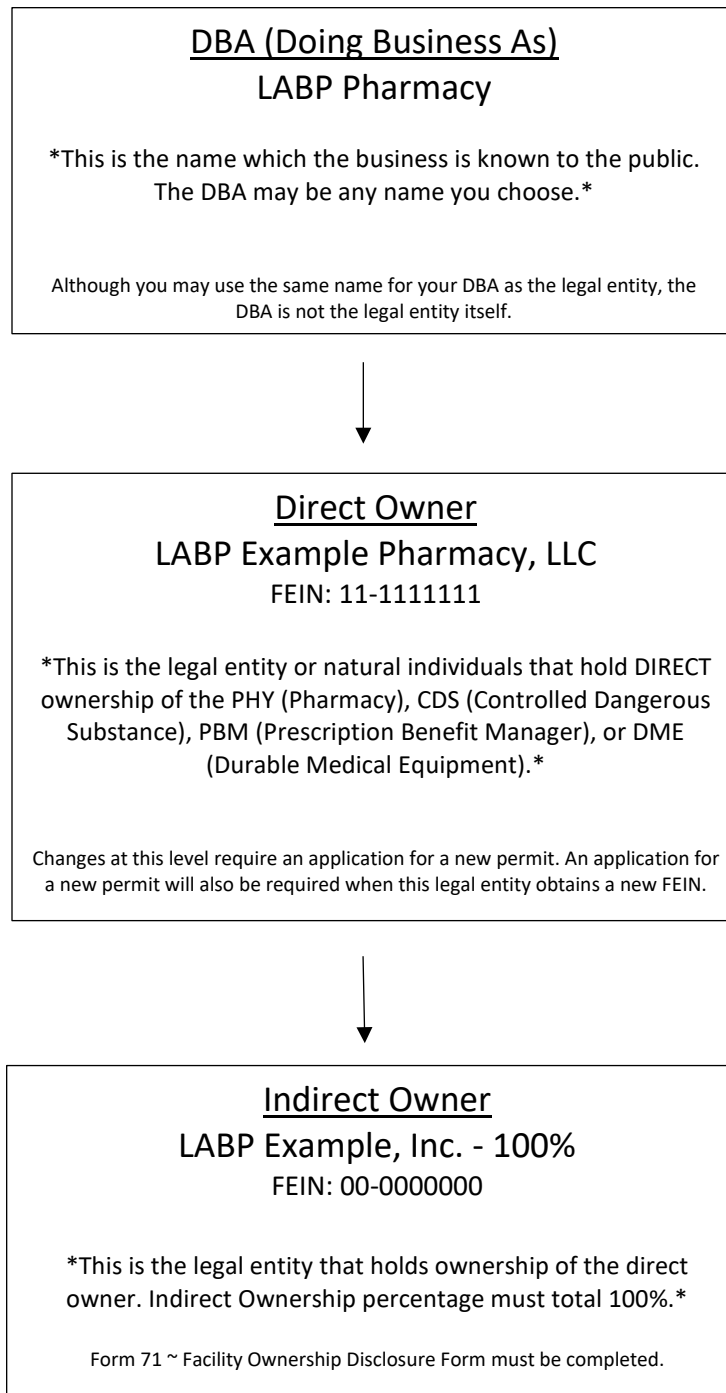 DBA (Doing Business As)
LABP Pharmacy
*This is the name which the business is known to the public.
The DBA may be any name you choose.*
Although you may use the same name for your DBA as the legal entity, the
DBA is not the legal entity itself.
Direct Owner
LABP Example Pharmacy, LLC
FEIN: 11-1111111
*This is the legal entity or natural individuals that hold DIRECT
ownership of the PHY (Pharmacy), CDS (Controlled Dangerous
Substance), PBM (Prescription Benefit Manager), or DME
(Durable Medical Equipment).*
Changes at this level require an application for a new permit. An application for
a new permit will also be required when this legal entity obtains a new FEIN.
Indirect Owner
LABP Example, Inc. - 100%
FEIN: 00-0000000
*This is the legal entity that holds ownership of the direct
owner. Indirect Ownership percentage must total 100%.*
Form 71 ~ Facility Ownership Disclosure Form must be completed.